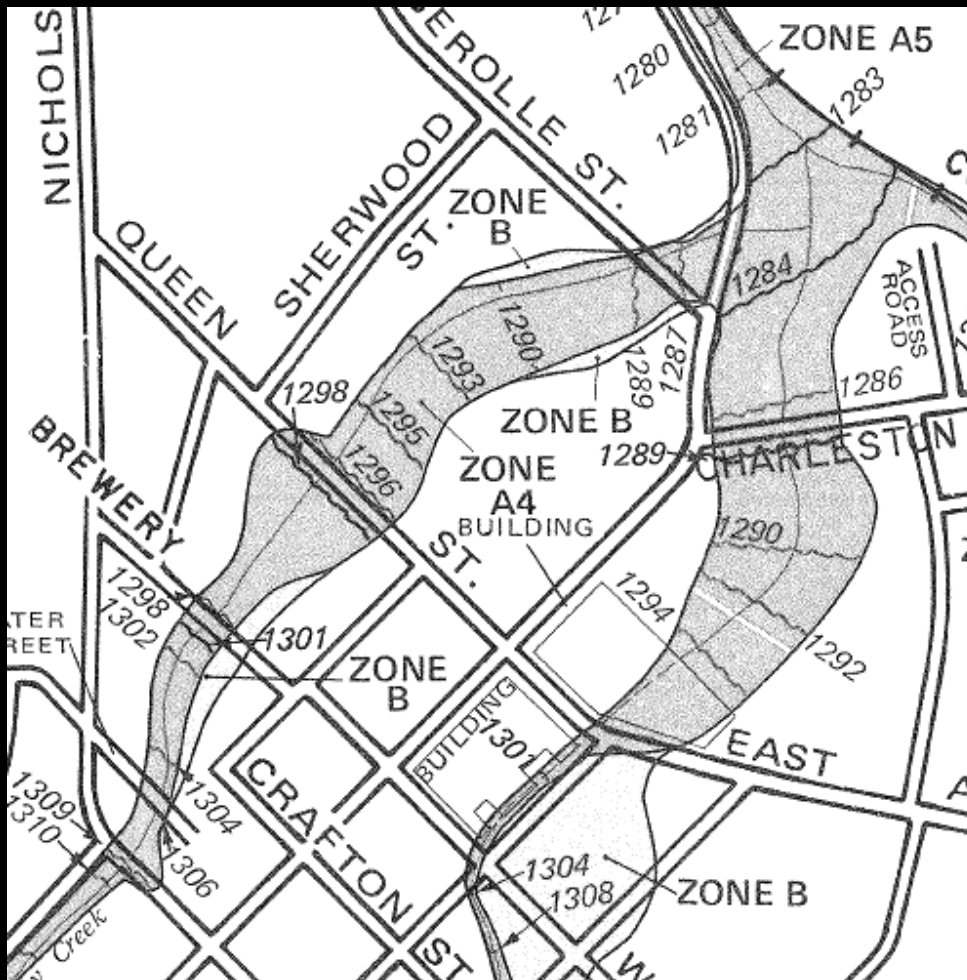 ZONE A5
1280
1283
1281
NICHOLS
SEROLLE ST.
SHERWOOD
ST.
ZONE
B
QUEEN
1284
ACCESS
ROAD
1290
1293
1289
1287
1286
1298
1295
ZONE B
BREWERY
1296
ZONE
A4
1289
CHARLESTON
BUILDING
ST.
1290
1298
1302
1294
1301
1292
ATER
REET
ZONE
B
BUILDING
1301
EAST
CRAFTON
ST
1309
1310
1304
1306
1304
1308
ZONE B
Creek